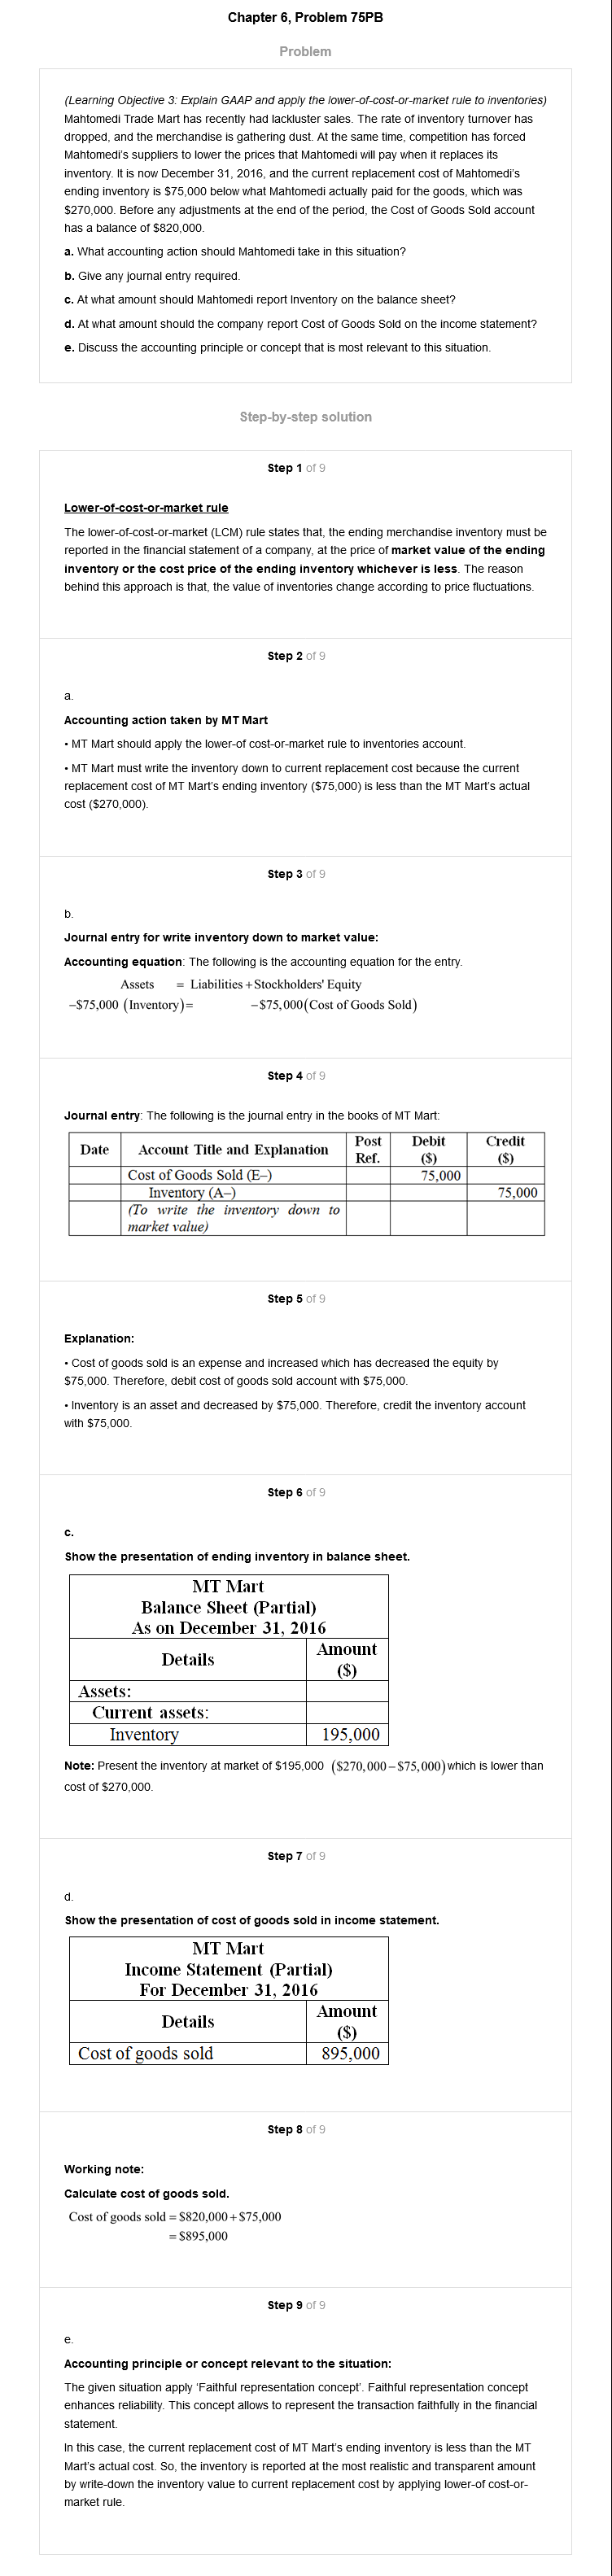 Chapter 6, Problem 75PB
Problem
(Learning Objective 3: Explain GAAP and apply the lower-of-cost-or-market rule to inventories)
Mahtomedi Trade Mart has recently had lackluster sales. The rate of inventory turnover has
dropped, and the merchandise is gathering dust. At the same time, competition has forced
Mahtomedi's suppliers to lower the prices that Mahtomedi will pay when it replaces its
inventory. It is now December 31, 2016, and the current replacement cost of Mahtomedi's
ending inventory is $75,000 below what Mahtomedi actually paid for the goods, which was
$270,000. Before any adjustments at the end of the period, the Cost of Goods Sold account
has a balance of $820,000.
a. What accounting action should Mahtomedi take in this situation?
b. Give any journal entry required.
c. At what amount should Mahtomedi report Inventory on the balance sheet?
d. At what amount should the company report Cost of Goods Sold on the income statement?
e. Discuss the accounting principle or concept that is most relevant to this situation.
Step-by-step solution
Step 1 of 9
Lower-of-cost-or-market rule
The lower-of-cost-or-market (LCM) rule states that, the ending merchandise inventory must be
reported in the financial statement of a company, at the price of market value of the ending
inventory or the cost price of the ending inventory whichever is less. The reason
behind this approach is that, the value of inventories change according to price fluctuations.
Step 2 of 9
a.
Accounting action taken by MT Mart
• MT Mart should apply the lower-of cost-or-market rule to inventories account.
• MT Mart must write the inventory down to current replacement cost because the current
replacement cost of MT Mart's ending inventory ($75,000) is less than the MT Mart's actual
cost ($270,000).
Step 3 of 9
b.
Journal entry for write inventory down to market value:
Accounting equation: The following is the accounting equation for the entry.
Assets = Liabilities + Stockholders' Equity
−$75,000 (Inventory) = −$75,000 (Cost of Goods Sold)
Step 4 of 9
Journal entry: The following is the journal entry in the books of MT Mart:
Date Account Title and Explanation Post Ref. Debit ($) Credit ($)
Cost of Goods Sold (E–) 75,000
Inventory (A–) 75,000
(To write the inventory down to
market value)
Step 5 of 9
Explanation:
• Cost of goods sold is an expense and increased which has decreased the equity by
$75,000. Therefore, debit cost of goods sold account with $75,000.
• Inventory is an asset and decreased by $75,000. Therefore, credit the inventory account
with $75,000.
Step 6 of 9
c.
Show the presentation of ending inventory in balance sheet.
MT Mart
Balance Sheet (Partial)
As on December 31, 2016
Details Amount ($)
Assets:
Current assets:
Inventory 195,000
Note: Present the inventory at market of $195,000 ($270,000 − $75,000) which is lower than
cost of $270,000.
Step 7 of 9
d.
Show the presentation of cost of goods sold in income statement.
MT Mart
Income Statement (Partial)
For December 31, 2016
Details Amount ($)
Cost of goods sold 895,000
Step 8 of 9
Working note:
Calculate cost of goods sold.
Cost of goods sold = $820,000 + $75,000
= $895,000
Step 9 of 9
e.
Accounting principle or concept relevant to the situation:
The given situation apply 'Faithful representation concept'. Faithful representation concept
enhances reliability. This concept allows to represent the transaction faithfully in the financial
statement.
In this case, the current replacement cost of MT Mart's ending inventory is less than the MT
Mart's actual cost. So, the inventory is reported at the most realistic and transparent amount
by write-down the inventory value to current replacement cost by applying lower-of cost-or-
market rule.